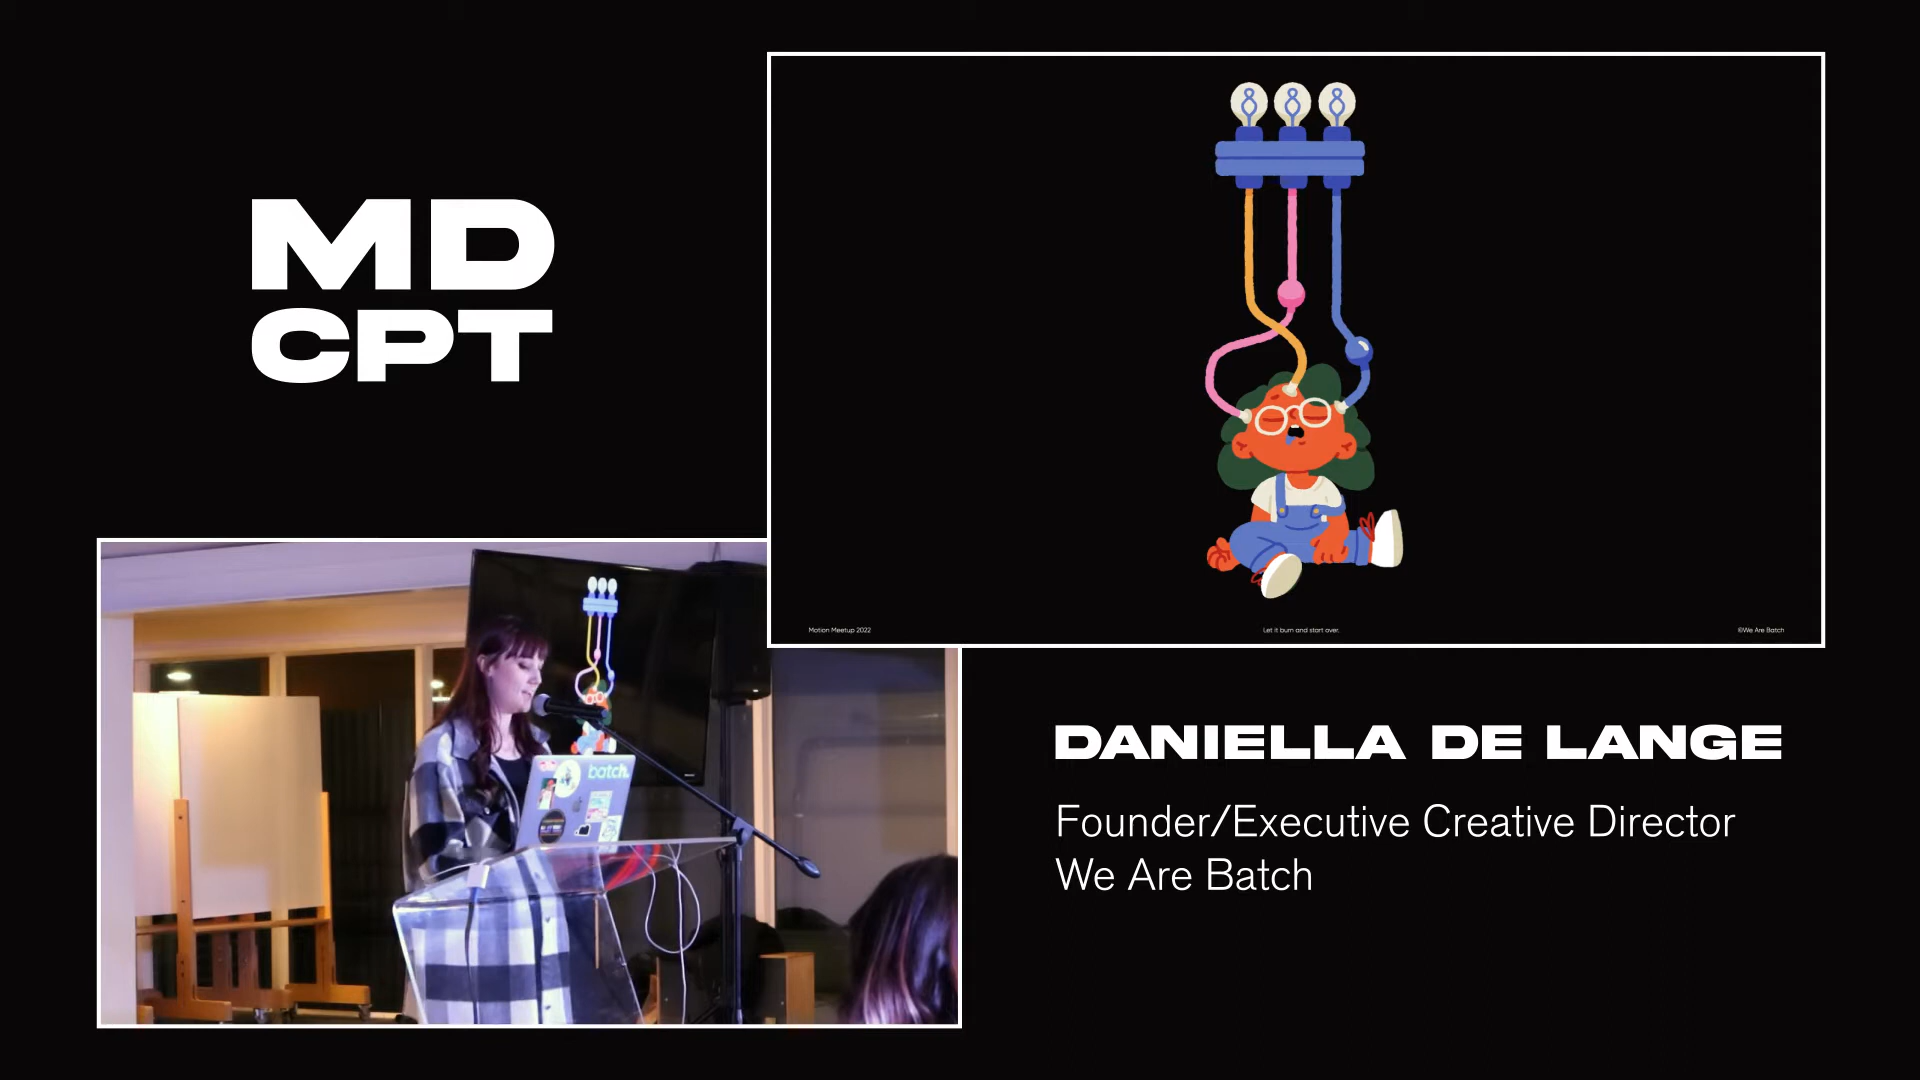 MD
CPT
Motion Meetup 2022
Let it burn and start over.
©We Are Batch
batch.
DANIELLA DE LANGE
Founder/Executive Creative Director
We Are Batch